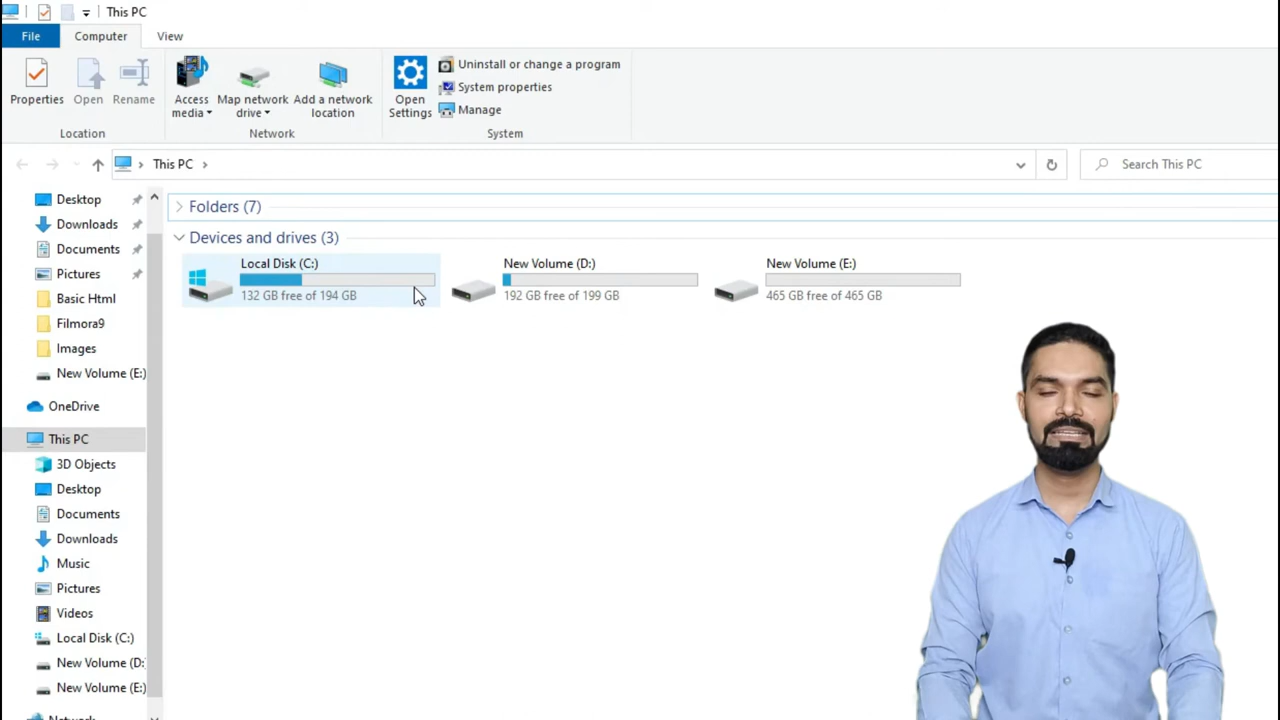 This PC
File Computer View
Properties Open Rename Access media Map network drive Add a network location Open Settings
Uninstall or change a program
System properties
Manage
Location Network System
This PC
Search This PC
Desktop
Downloads
Documents
Pictures
Basic Html
Filmora9
Images
New Volume (E:)
OneDrive
This PC
3D Objects
Desktop
Documents
Downloads
Music
Pictures
Videos
Local Disk (C:)
New Volume (D:
New Volume (E:)
Network
Folders (7)
Devices and drives (3)
Local Disk (C:)
132 GB free of 194 GB
New Volume (D:)
192 GB free of 199 GB
New Volume (E:)
465 GB free of 465 GB